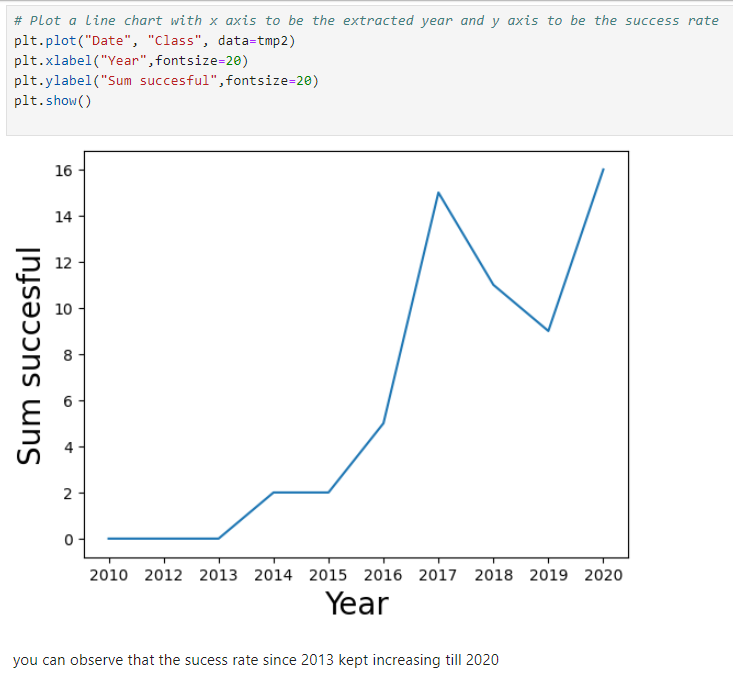 # Plot a line chart with x axis to be the extracted year and y axis to be the success rate
plt.plot("Date", "Class", data=tmp2)
plt.xlabel("Year",fontsize=20)
plt.ylabel("Sum succesful",fontsize=20)
plt.show()
16
14
12
10
8
6
4
2
0
Sum succesful
2010 2012 2013 2014 2015 2016 2017 2018 2019 2020
Year
you can observe that the sucess rate since 2013 kept increasing till 2020